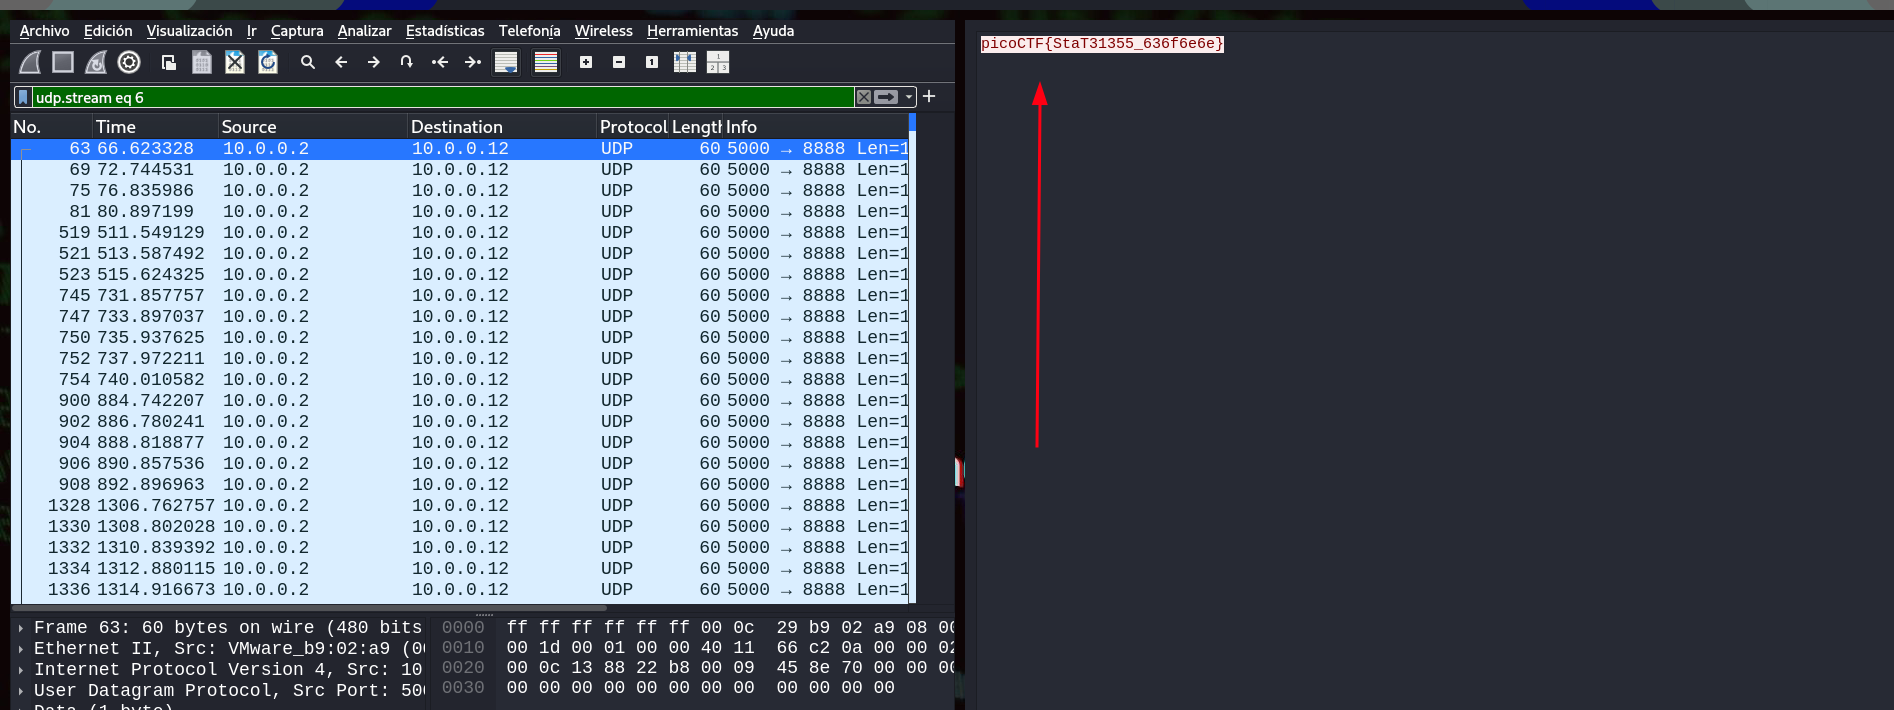 Archivo Edición Visualización Ir Captura Analizar Estadísticas Telefonía Wireless Herramientas Ayuda
udp.stream eq 6
No. Time Source Destination Protocol Length Info
63 66.623328 10.0.0.2 10.0.0.12 UDP 60 5000 → 8888 Len=1
69 72.744531 10.0.0.2 10.0.0.12 UDP 60 5000 → 8888 Len=1
75 76.835986 10.0.0.2 10.0.0.12 UDP 60 5000 → 8888 Len=1
81 80.897199 10.0.0.2 10.0.0.12 UDP 60 5000 → 8888 Len=1
519 511.549129 10.0.0.2 10.0.0.12 UDP 60 5000 → 8888 Len=1
521 513.587492 10.0.0.2 10.0.0.12 UDP 60 5000 → 8888 Len=1
523 515.624325 10.0.0.2 10.0.0.12 UDP 60 5000 → 8888 Len=1
745 731.857757 10.0.0.2 10.0.0.12 UDP 60 5000 → 8888 Len=1
747 733.897037 10.0.0.2 10.0.0.12 UDP 60 5000 → 8888 Len=1
750 735.937625 10.0.0.2 10.0.0.12 UDP 60 5000 → 8888 Len=1
752 737.972211 10.0.0.2 10.0.0.12 UDP 60 5000 → 8888 Len=1
754 740.010582 10.0.0.2 10.0.0.12 UDP 60 5000 → 8888 Len=1
900 884.742207 10.0.0.2 10.0.0.12 UDP 60 5000 → 8888 Len=1
902 886.780241 10.0.0.2 10.0.0.12 UDP 60 5000 → 8888 Len=1
904 888.818877 10.0.0.2 10.0.0.12 UDP 60 5000 → 8888 Len=1
906 890.857536 10.0.0.2 10.0.0.12 UDP 60 5000 → 8888 Len=1
908 892.896963 10.0.0.2 10.0.0.12 UDP 60 5000 → 8888 Len=1
1328 1306.762757 10.0.0.2 10.0.0.12 UDP 60 5000 → 8888 Len=1
1330 1308.802028 10.0.0.2 10.0.0.12 UDP 60 5000 → 8888 Len=1
1332 1310.839392 10.0.0.2 10.0.0.12 UDP 60 5000 → 8888 Len=1
1334 1312.880115 10.0.0.2 10.0.0.12 UDP 60 5000 → 8888 Len=1
1336 1314.916673 10.0.0.2 10.0.0.12 UDP 60 5000 → 8888 Len=1
Frame 63: 60 bytes on wire (480 bits
Ethernet II, Src: VMware_b9:02:a9 (00
Internet Protocol Version 4, Src: 10
User Datagram Protocol, Src Port: 500
Data (1 byte)
0000 ff ff ff ff ff ff 00 0c 29 b9 02 a9 08 00
0010 00 1d 00 01 00 00 40 11 66 c2 0a 00 00 02
0020 00 0c 13 88 22 b8 00 09 45 8e 70 00 00 00
0030 00 00 00 00 00 00 00 00 00 00 00 00
picoCTF{StaT31355_636f6e6e}